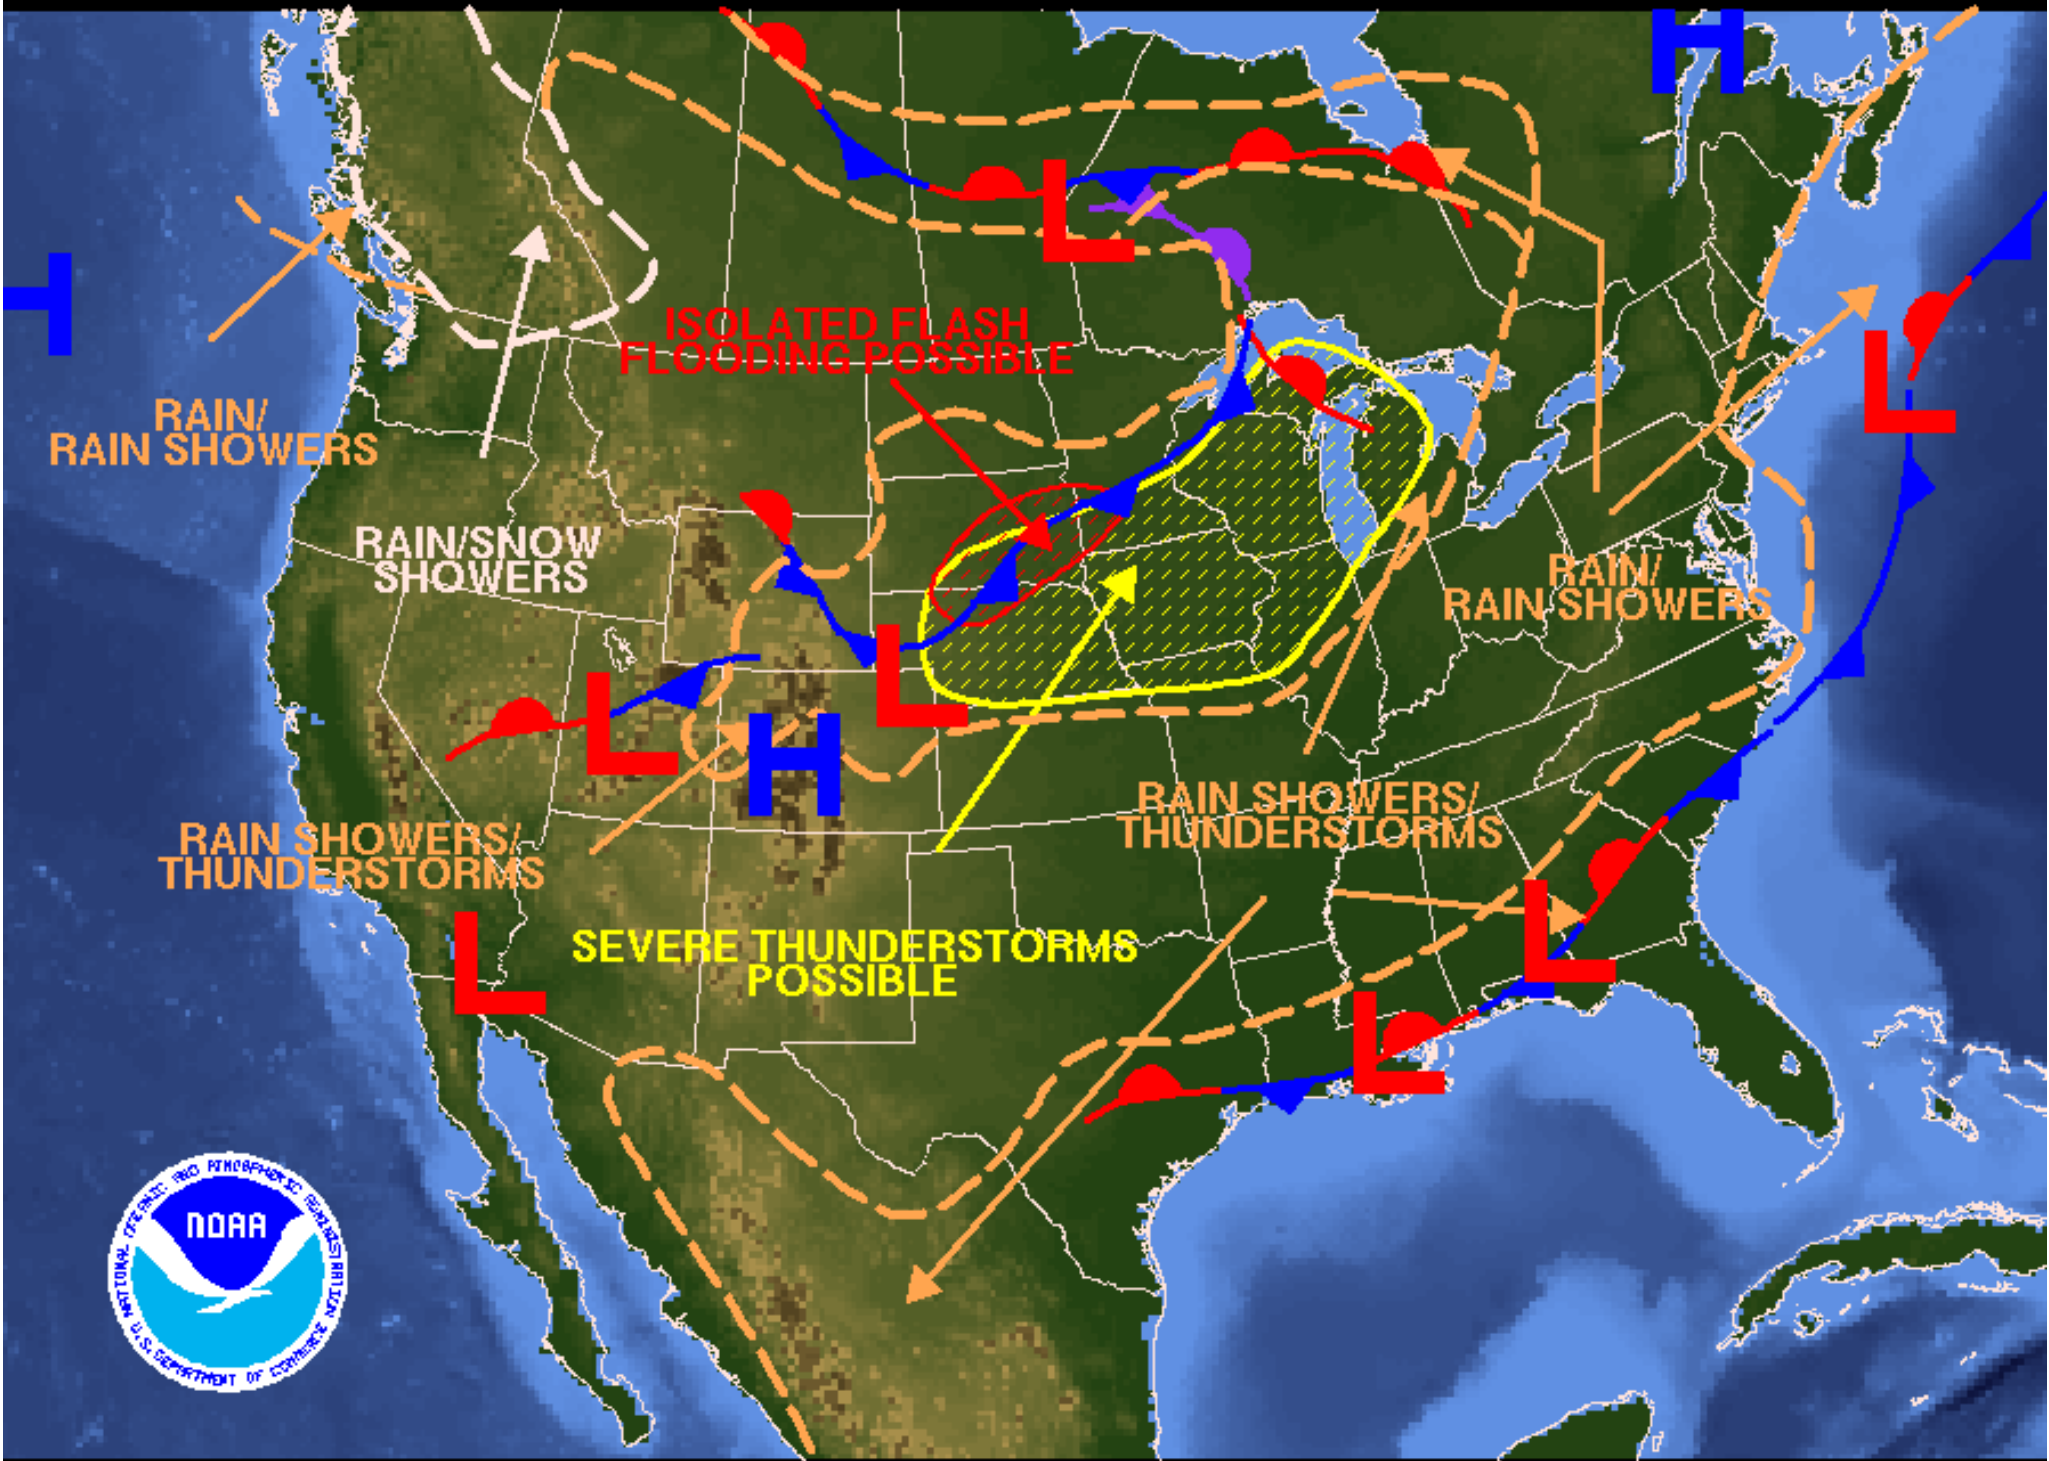 H
H
L
ISOLATED FLASH
FLOODING POSSIBLE
L
RAIN/
RAIN SHOWERS
RAIN/SNOW
SHOWERS
RAIN/
RAIN SHOWERS
L
L
H
RAIN SHOWERS/
THUNDERSTORMS
RAIN SHOWERS/
THUNDERSTORMS
L
L
SEVERE THUNDERSTORMS
POSSIBLE
L
NATIONAL OCEANIC AND ATMOSPHERIC ADMINISTRATION
NOAA
U.S. DEPARTMENT OF COMMERCE